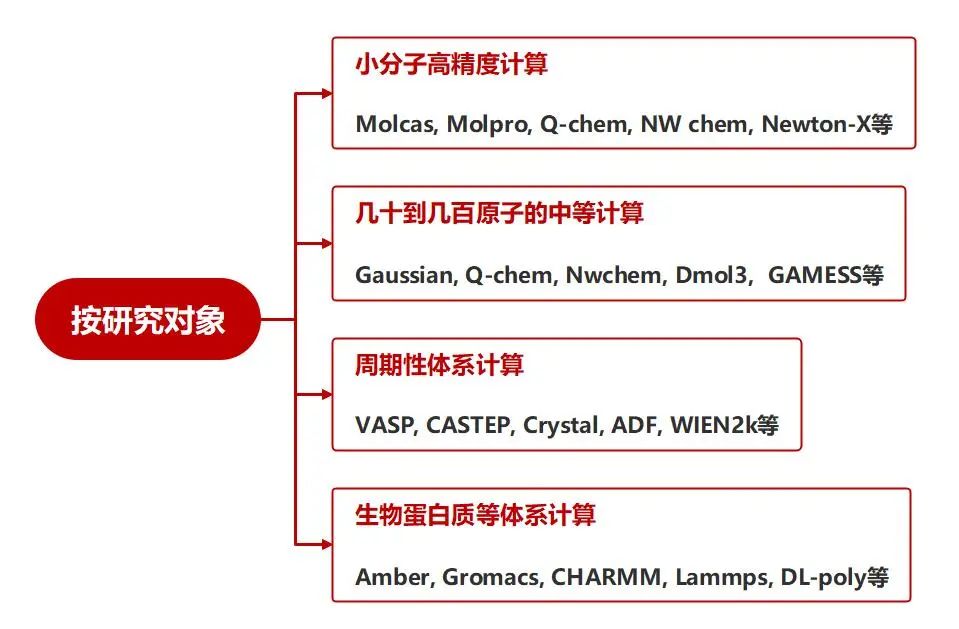 按研究对象
小分子高精度计算
Molcas, Molpro, Q-chem, NW chem, Newton-X等
几十到几百原子的中等计算
Gaussian, Q-chem, Nwchem, Dmol3, GAMESS等
周期性体系计算
VASP, CASTEP, Crystal, ADF, WIEN2k等
生物蛋白质等体系计算
Amber, Gromacs, CHARMM, Lammps, DL-poly等